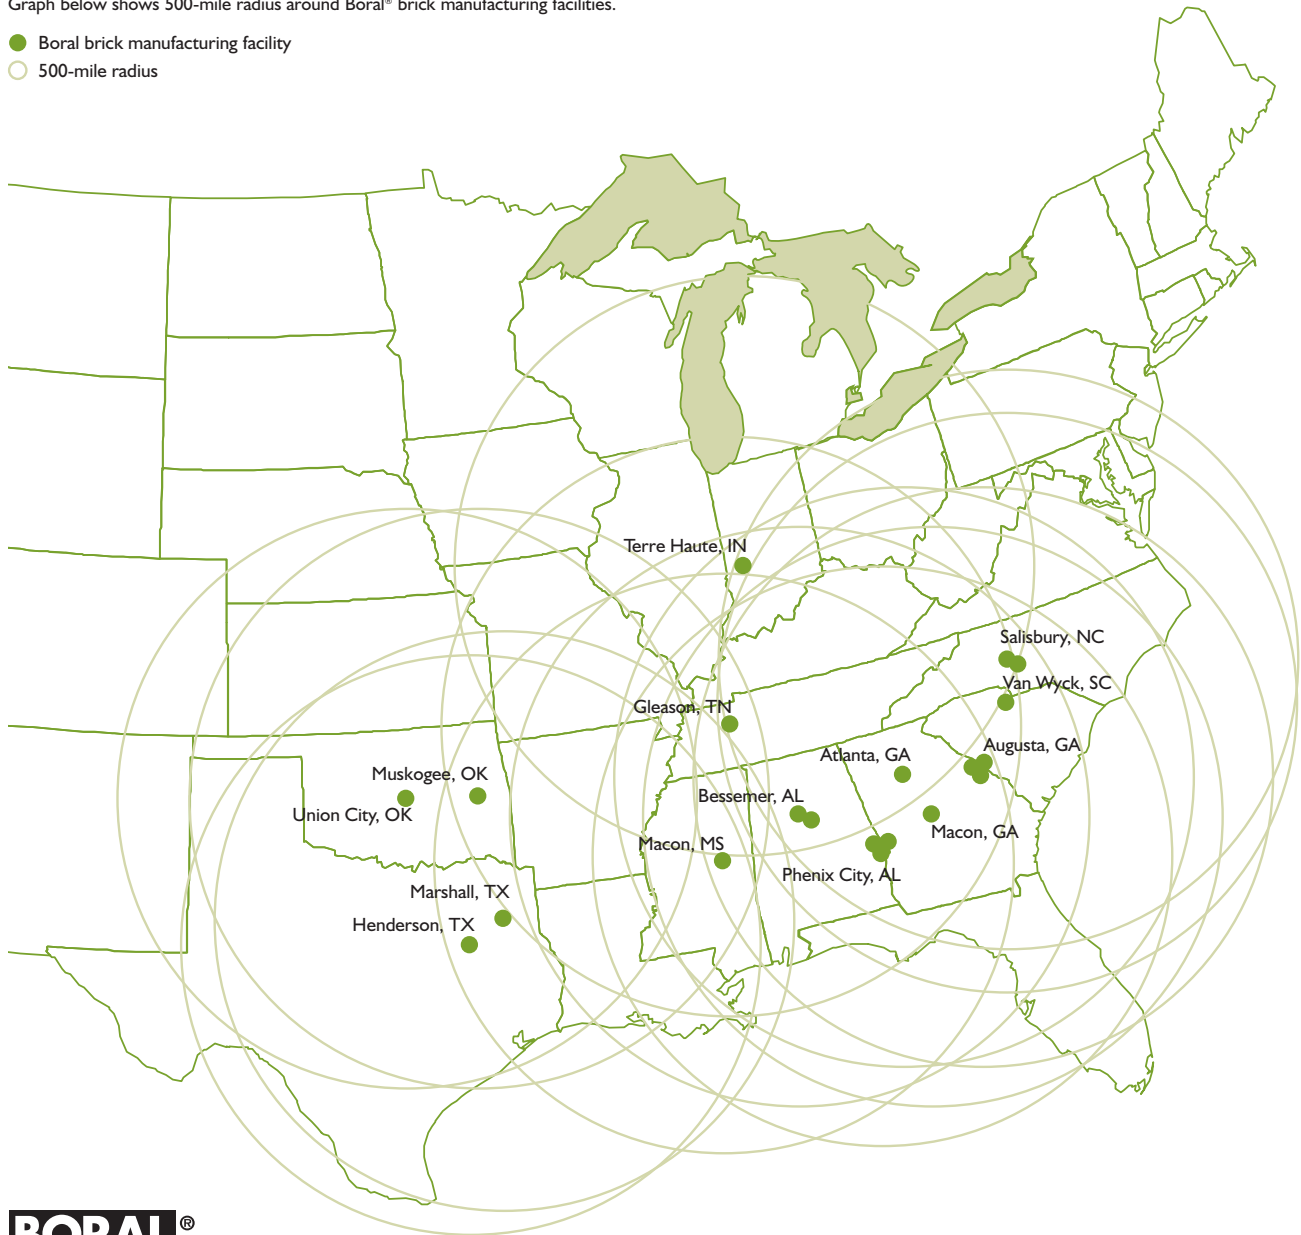 Graph below shows 500-mile radius around Boral® brick manufacturing facilities.
Boral brick manufacturing facility
500-mile radius
Terre Haute, IN
Salisbury, NC
Van Wyck, SC
Gleason, TN
Augusta, GA
Atlanta, GA
Muskogee, OK
Bessemer, AL
Union City, OK
Macon, GA
Macon, MS
Phenix City, AL
Marshall, TX
Henderson, TX
BORAL®